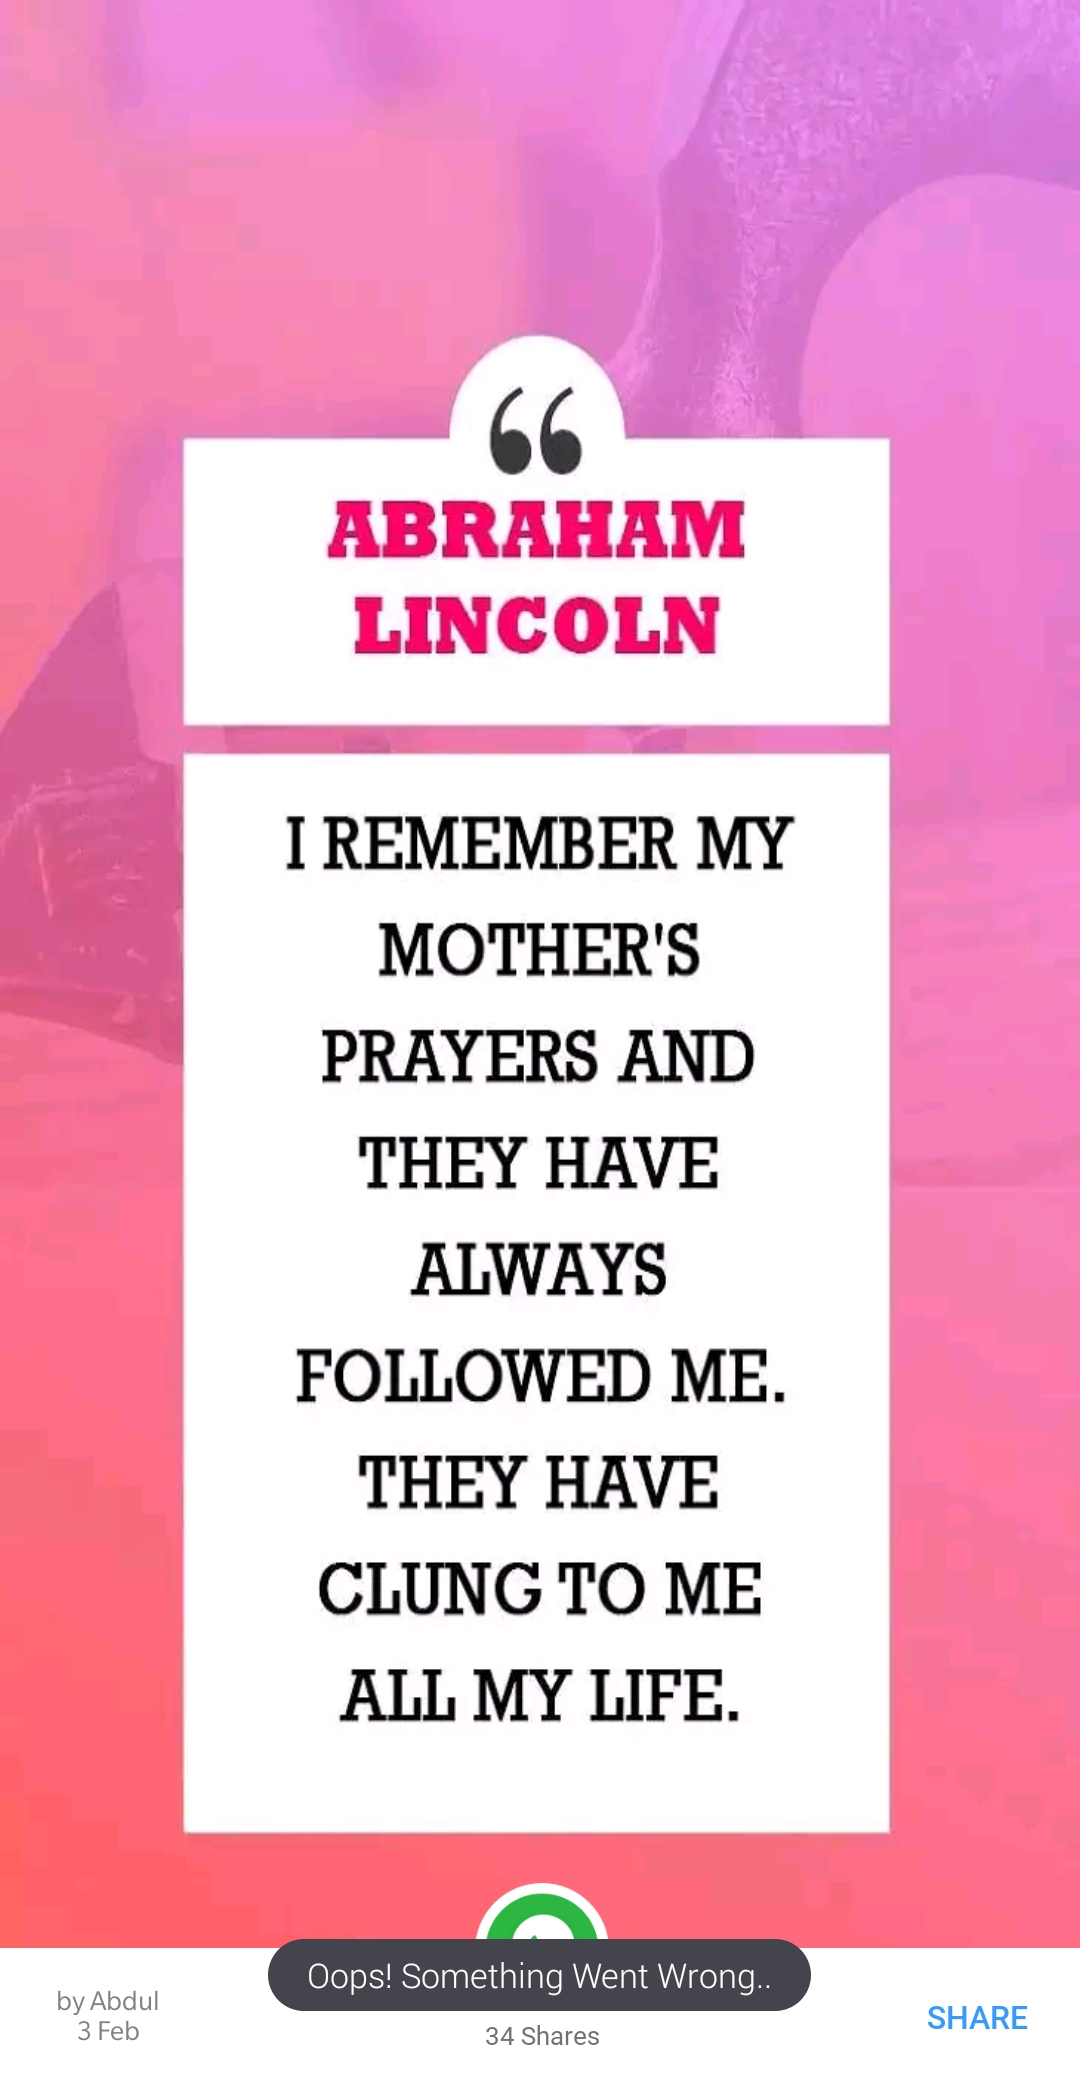 “
ABRAHAM
LINCOLN
I REMEMBER MY
MOTHER'S
PRAYERS AND
THEY HAVE
ALWAYS
FOLLOWED ME.
THEY HAVE
CLUNG TO ME
ALL MY LIFE.
Oops! Something Went Wrong..
by Abdul
3 Feb
34 Shares
SHARE